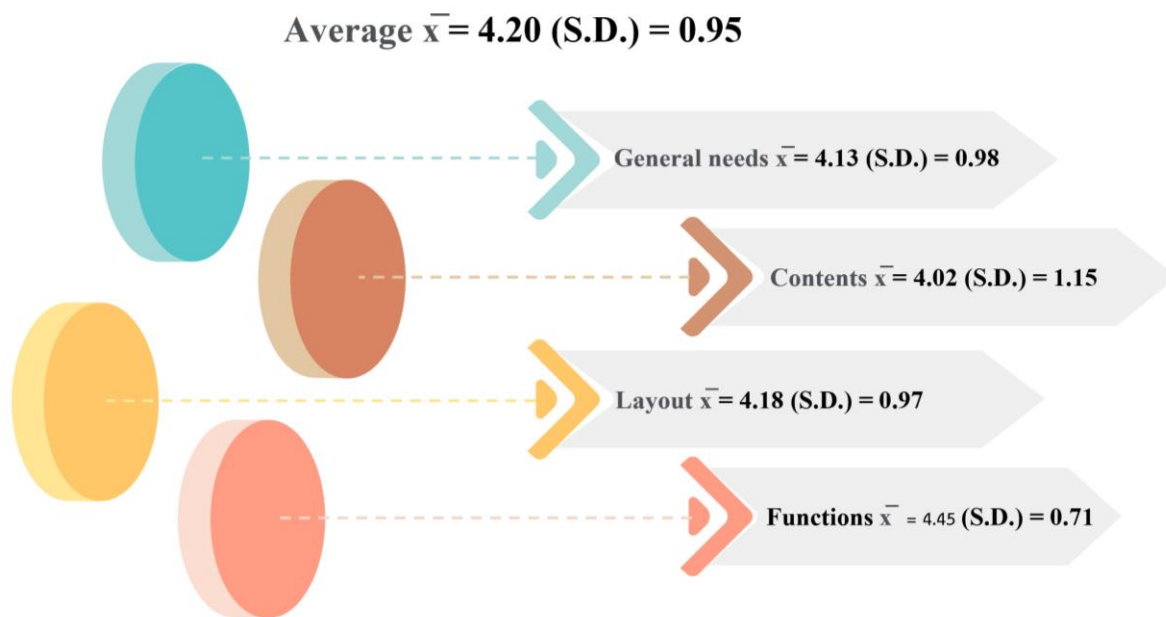 Average x̄ = 4.20 (S.D.) = 0.95
General needs x̄ = 4.13 (S.D.) = 0.98
Contents x̄ = 4.02 (S.D.) = 1.15
Layout x̄ = 4.18 (S.D.) = 0.97
Functions x̄ = 4.45 (S.D.) = 0.71